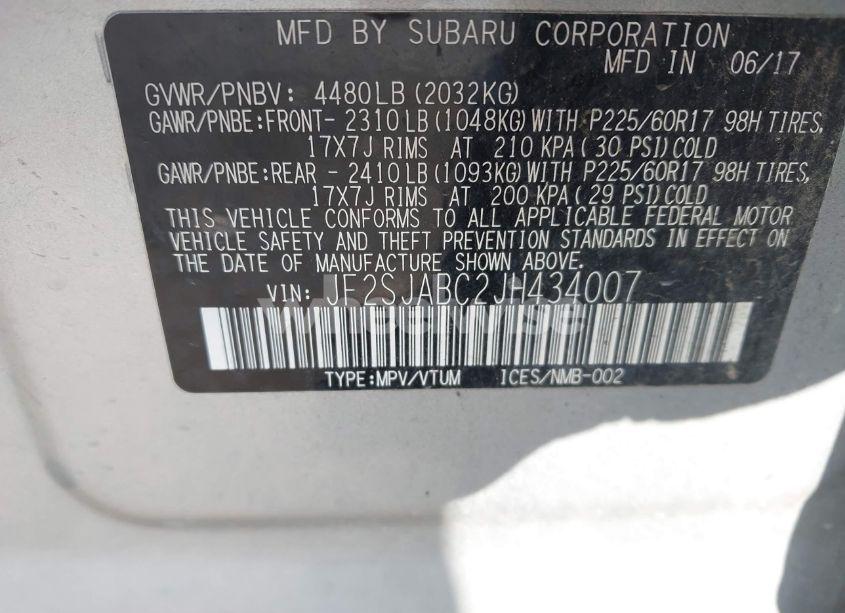 MFD BY SUBARU CORPORATION
MFD IN 06/17
GVWR/PNBV: 4480LB (2032KG)
GAWR/PNBE:FRONT- 2310LB (1048KG) WITH P225/60R17 98H TIRES,
17X7J RIMS AT 210 KPA ( 30 PSI)COLD
GAWR/PNBE:REAR - 2410LB (1093KG) WITH P225/60R17 98H TIRES,
17X7J RIMS AT 200 KPA ( 29 PSI)COLD
THIS VEHICLE CONFORMS TO ALL APPLICABLE FEDERAL MOTOR
VEHICLE SAFETY AND THEFT PREVENTION STANDARDS IN EFFECT ON
THE DATE OF MANUFACTURE SHOWN ABOVE.
VIN: JF2SJABC2JH434007
wheelwise
TYPE:MPV/VTUM ICES/NMB-002